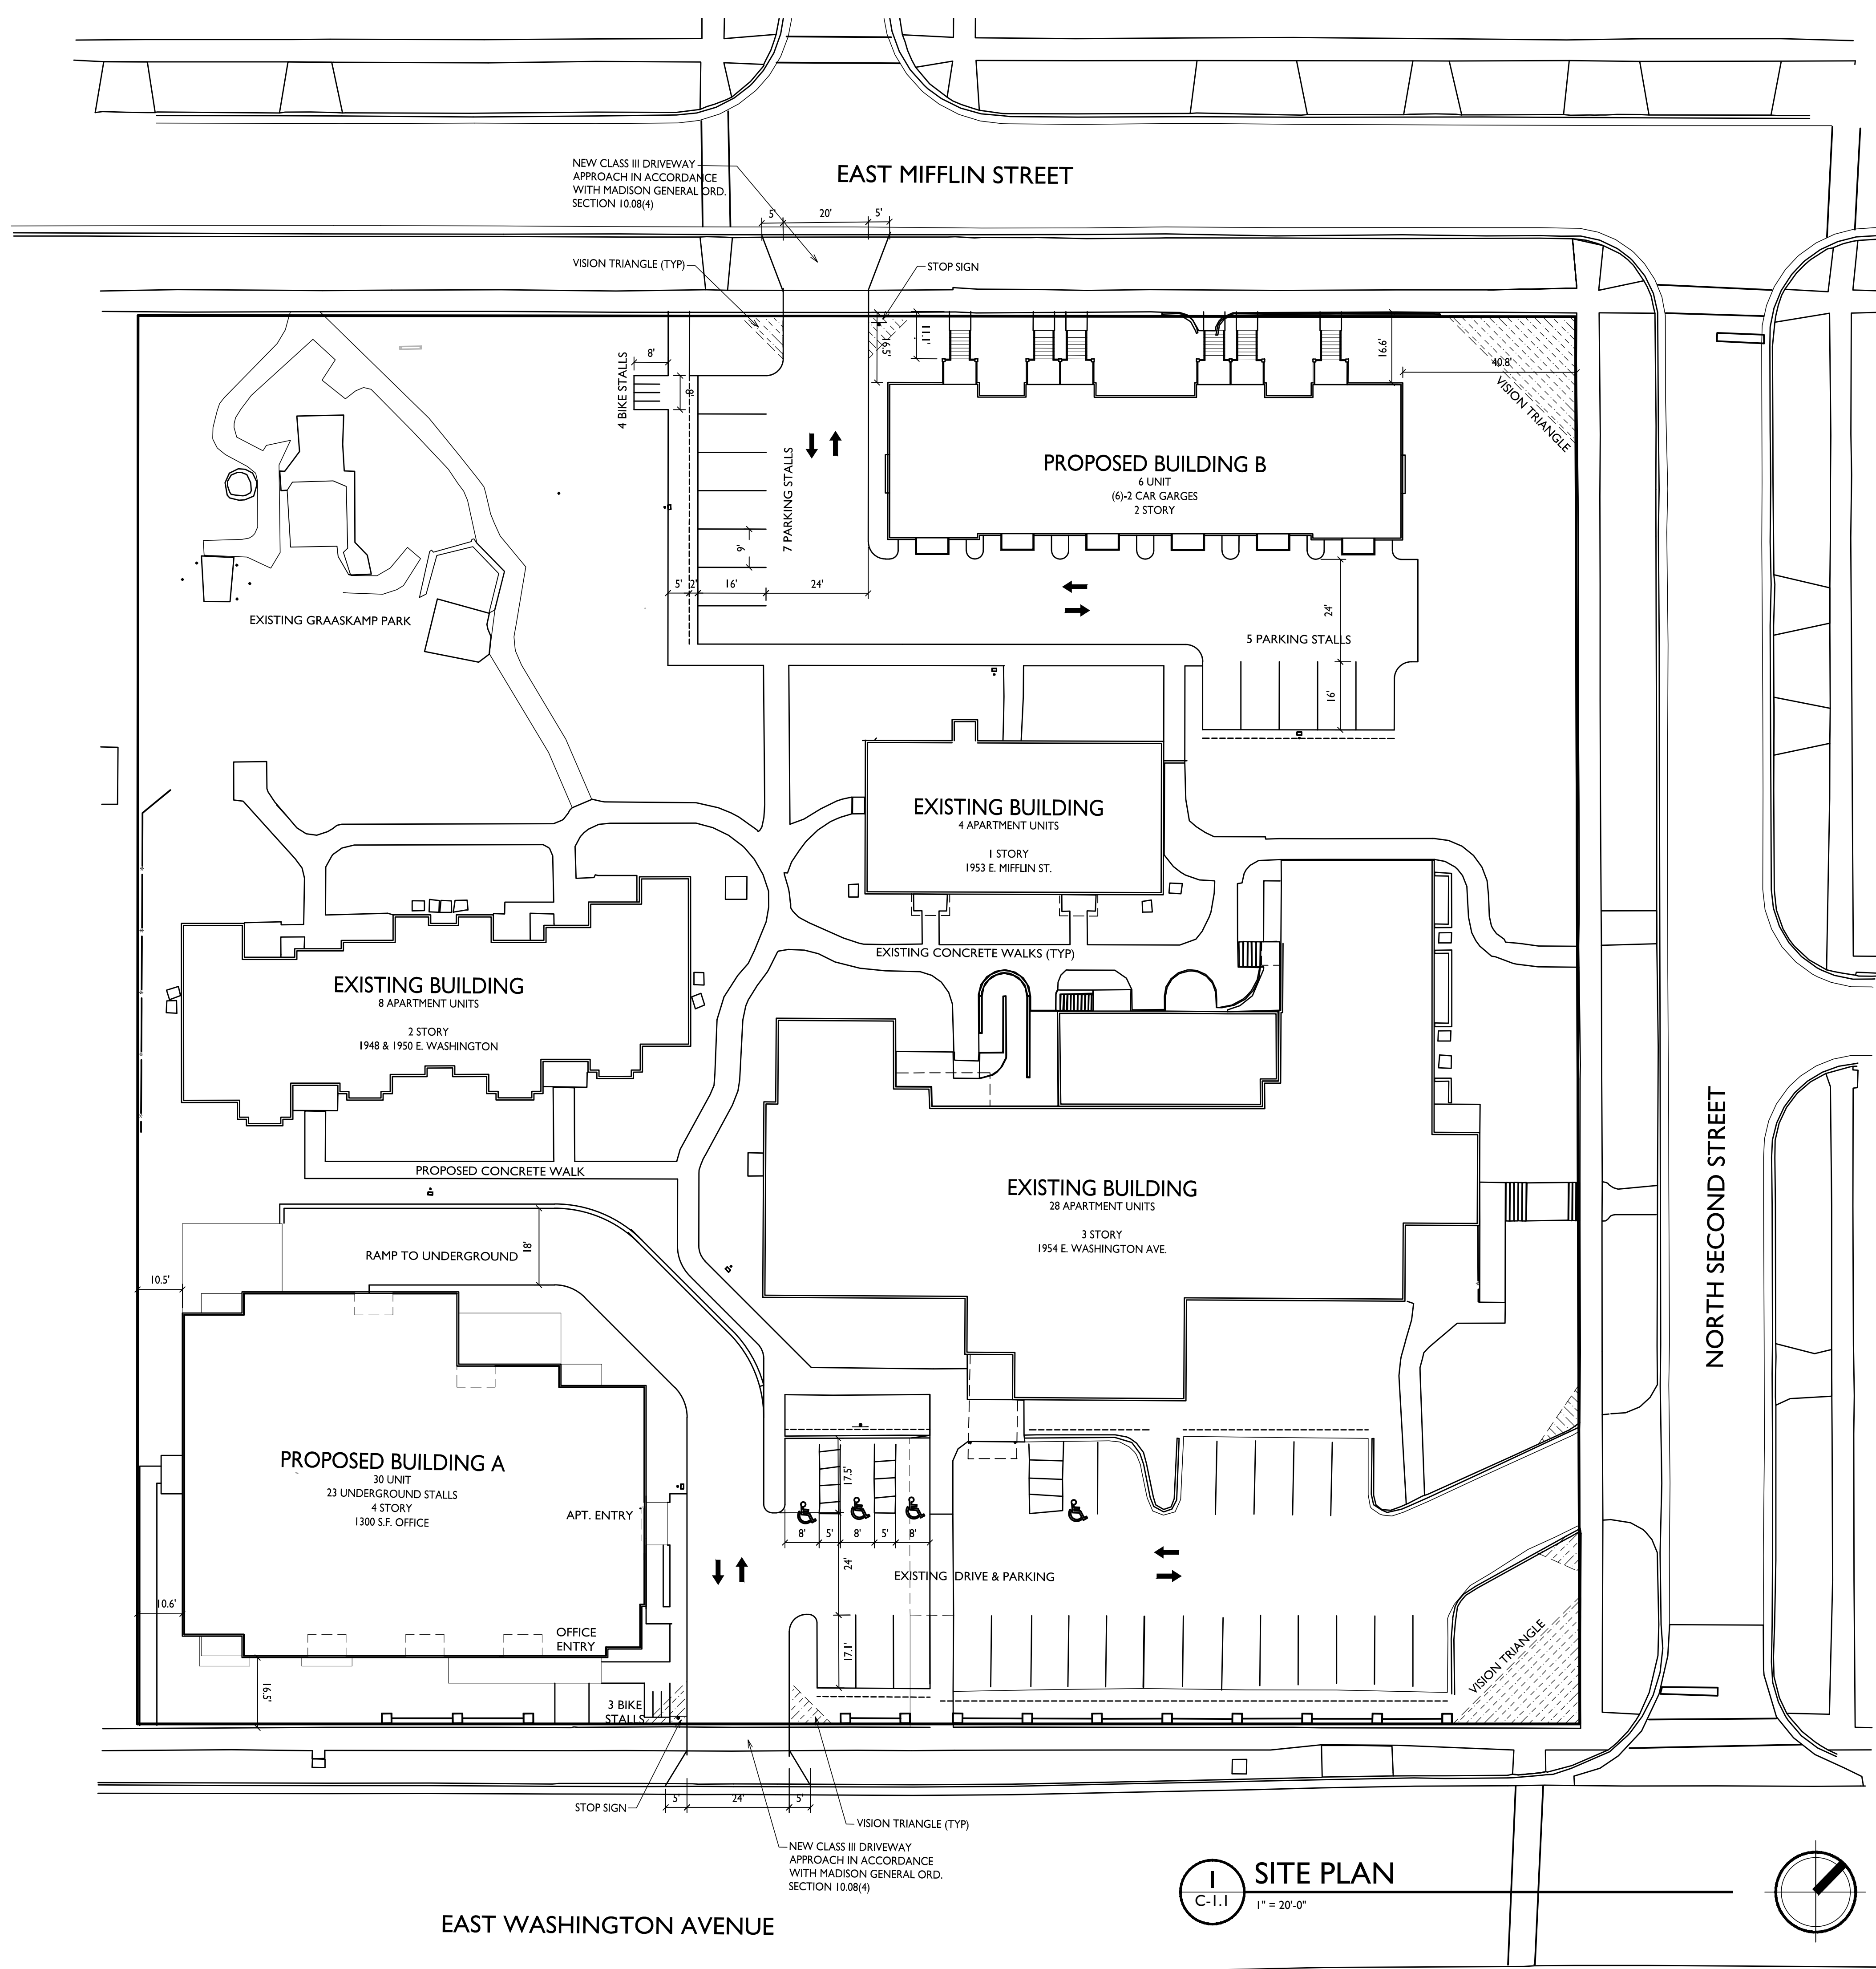 NEW CLASS III DRIVEWAY
APPROACH IN ACCORDANCE
WITH MADISON GENERAL ORD.
SECTION 10.08(4)
EAST MIFFLIN STREET
5'
20'
5'
VISION TRIANGLE (TYP)
STOP SIGN
16.5'
11.1'
16.6'
40.8'
VISION TRIANGLE
4 BIKE STALLS
8'
8'
7 PARKING STALLS
9'
5'
2'
16'
24'
PROPOSED BUILDING B
6 UNIT
(6)-2 CAR GARGES
2 STORY
24'
5 PARKING STALLS
16'
EXISTING GRAASKAMP PARK
EXISTING BUILDING
4 APARTMENT UNITS
1 STORY
1953 E. MIFFLIN ST.
EXISTING CONCRETE WALKS (TYP)
EXISTING BUILDING
8 APARTMENT UNITS
2 STORY
1948 & 1950 E. WASHINGTON
PROPOSED CONCRETE WALK
EXISTING BUILDING
28 APARTMENT UNITS
3 STORY
1954 E. WASHINGTON AVE.
NORTH SECOND STREET
RAMP TO UNDERGROUND
18'
10.5'
PROPOSED BUILDING A
30 UNIT
23 UNDERGROUND STALLS
4 STORY
1300 S.F. OFFICE
APT. ENTRY
10.6'
OFFICE
ENTRY
16.5'
3 BIKE
STALLS
17.5'
8'
5'
8'
5'
8'
24'
EXISTING DRIVE & PARKING
17.1'
VISION TRIANGLE
5'
24'
5'
STOP SIGN
VISION TRIANGLE (TYP)
NEW CLASS III DRIVEWAY
APPROACH IN ACCORDANCE
WITH MADISON GENERAL ORD.
SECTION 10.08(4)
EAST WASHINGTON AVENUE
1
C-1.1
SITE PLAN
1" = 20'-0"